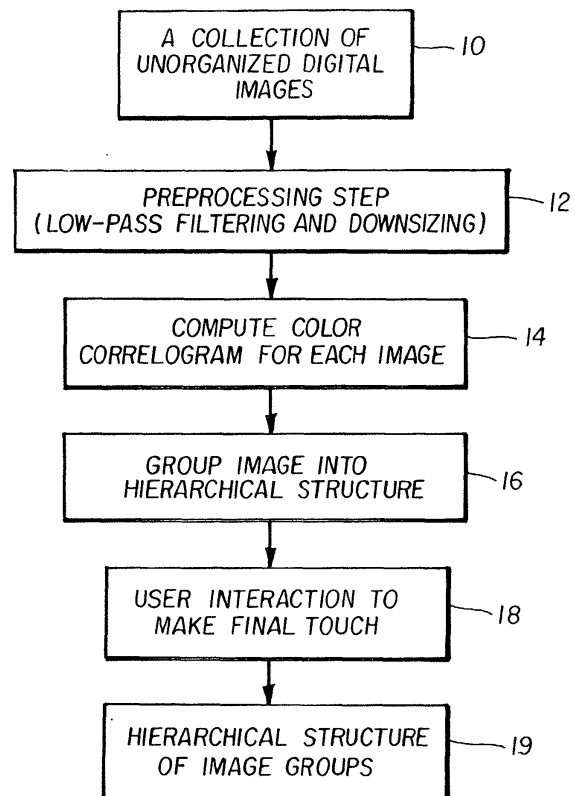 A COLLECTION OF
UNORGANIZED DIGITAL
IMAGES
10
PREPROCESSING STEP
(LOW-PASS FILTERING AND DOWNSIZING)
12
COMPUTE COLOR
CORRELOGRAM FOR EACH IMAGE
14
GROUP IMAGE INTO
HIERARCHICAL STRUCTURE
16
USER INTERACTION TO
MAKE FINAL TOUCH
18
HIERARCHICAL STRUCTURE
OF IMAGE GROUPS
19